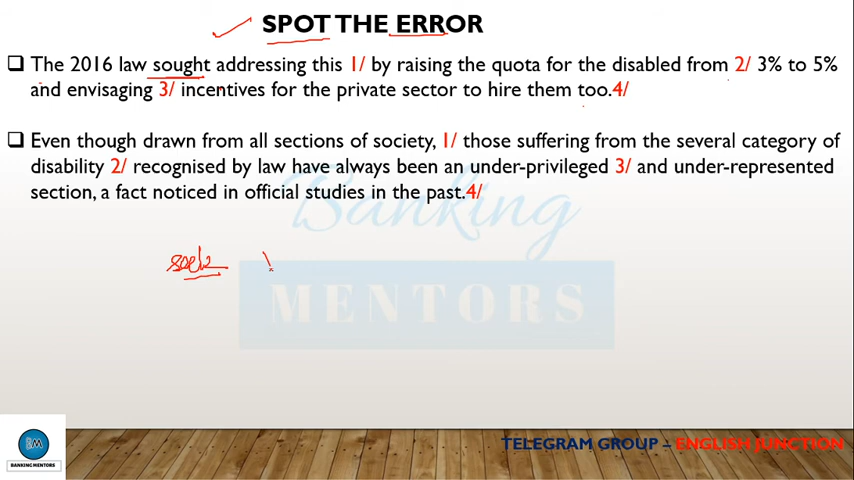 SPOT THE ERROR
The 2016 law sought addressing this 1/ by raising the quota for the disabled from 2/ 3% to 5%
and envisaging 3/ incentives for the private sector to hire them too.4/
Even though drawn from all sections of society, 1/ those suffering from the several category of
disability 2/ recognised by law have always been an under-privileged 3/ and under-represented
section, a fact noticed in official studies in the past.4/
Banking
seek
MENTORS
BM
BANKING MENTORS
TELEGRAM GROUP – ENGLISH JUNCTION